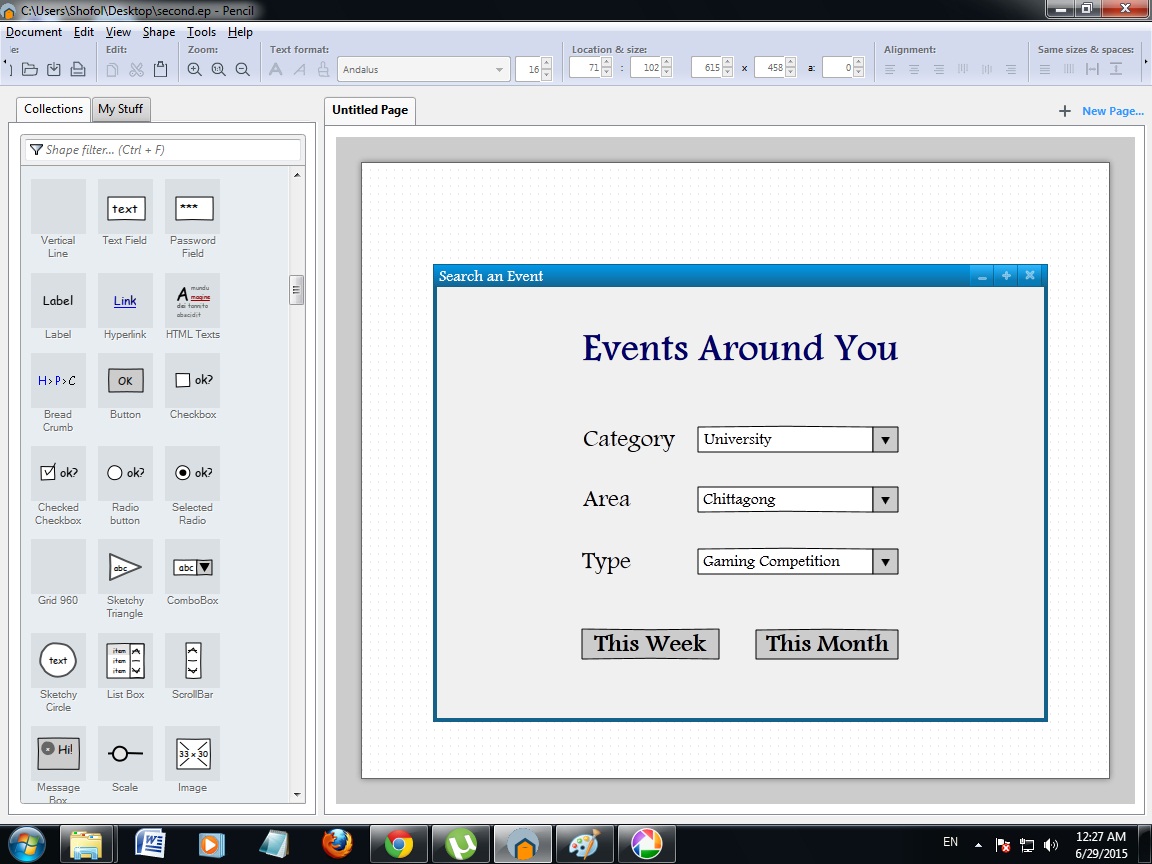 C:\Users\Shofol\Desktop\second.ep - Pencil
Document Edit View Shape Tools Help
Edit: Zoom: Text format: Location & size: Alignment: Same sizes & spaces:
Andalus 16 71 : 102 615 x 458 a: 0
Collections My Stuff
Untitled Page
New Page...
Shape filter... (Ctrl + F)
text ***
Vertical Line
Text Field
Password Field
Label Link A mundu magine
Label Hyperlink HTML Texts
H>P>C OK ok?
Bread Crumb
Button
Checkbox
ok? ok? ok?
Checked Checkbox
Radio button
Selected Radio
abc abc
Grid 960
Sketchy Triangle
ComboBox
text item item item
Sketchy Circle
List Box
ScrollBar
Hi! 33 x 30
Message Box
Scale
Image
Search an Event
Events Around You
Category University
Area Chittagong
Type Gaming Competition
This Week This Month
EN
12:27 AM
6/29/2015